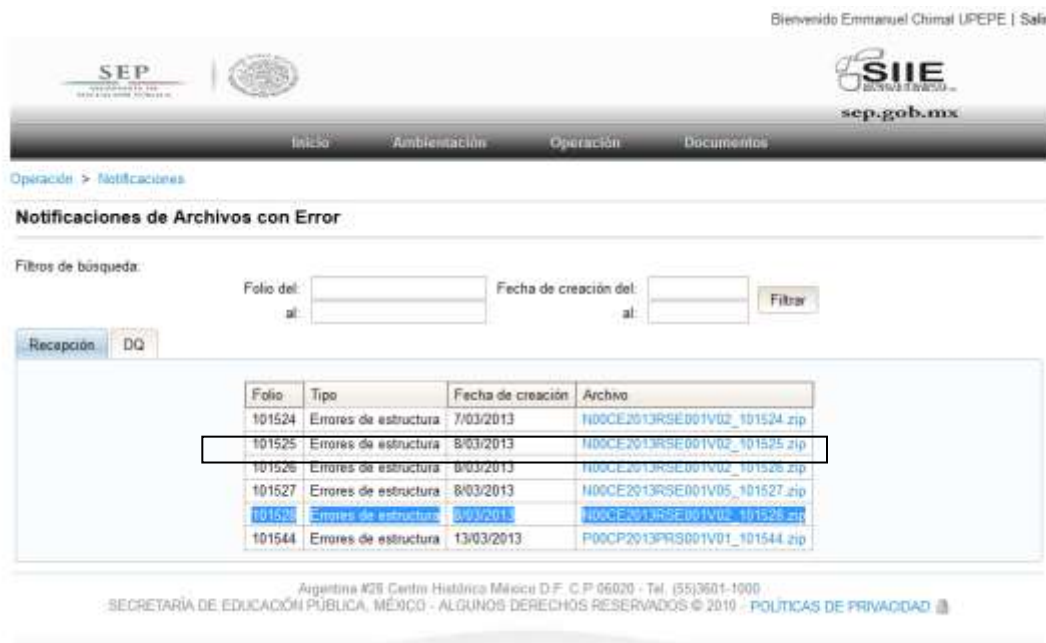 Bienvenido Emmanuel Chimal UPEPE | Sali
SEP
SIIE
sep.gob.mx
Inicio Ambientación Operación Documentos
Operación > Notificaciones
Notificaciones de Archivos con Error
Filtros de búsqueda:
Folio del: Fecha de creación del: Filtrar
al: al:
Recepción DQ
Folio Tipo Fecha de creación Archivo
101524 Errores de estructura 7/03/2013 N00CE2013RSE001V02_101524.zip
101525 Errores de estructura 8/03/2013 N00CE2013RSE001V02_101525.zip
101526 Errores de estructura 8/03/2013 N00CE2013RSE001V02_101526.zip
101527 Errores de estructura 8/03/2013 N00CE2013RSE001V05_101527.zip
101528 Errores de estructura 8/03/2013 N00CE2013RSE001V02_101528.zip
101544 Errores de estructura 13/03/2013 P00CP2013PRS001V01_101544.zip
Argentina #28 Centro Histórico México D.F. C.P. 06020 - Tel. (55)3601-1000
SECRETARÍA DE EDUCACIÓN PÚBLICA, MÉXICO - ALGUNOS DERECHOS RESERVADOS © 2010 - POLÍTICAS DE PRIVACIDAD